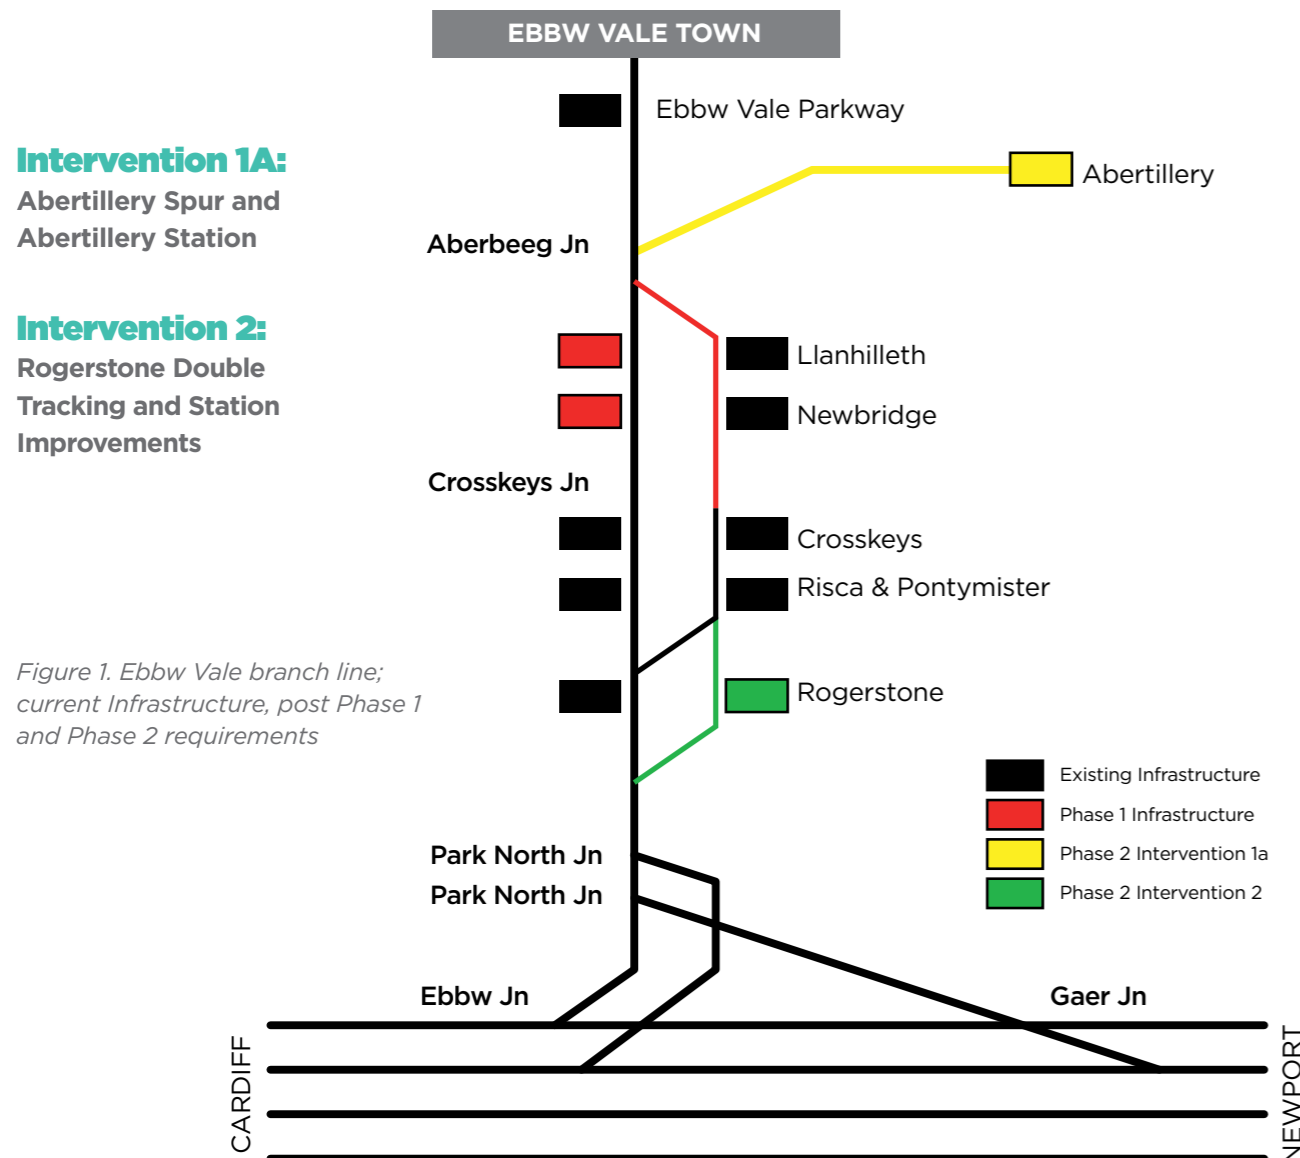 EBBW VALE TOWN
Ebbw Vale Parkway
Intervention 1A:
Abertillery Spur and
Abertillery Station
Abertillery
Aberbeeg Jn
Intervention 2:
Rogerstone Double
Tracking and Station
Improvements
Llanhilleth
Newbridge
Crosskeys Jn
Crosskeys
Risca & Pontymister
Figure 1. Ebbw Vale branch line;
current Infrastructure, post Phase 1
and Phase 2 requirements
Rogerstone
Existing Infrastructure
Phase 1 Infrastructure
Phase 2 Intervention 1a
Phase 2 Intervention 2
Park North Jn
Park North Jn
Ebbw Jn
Gaer Jn
CARDIFF
NEWPORT